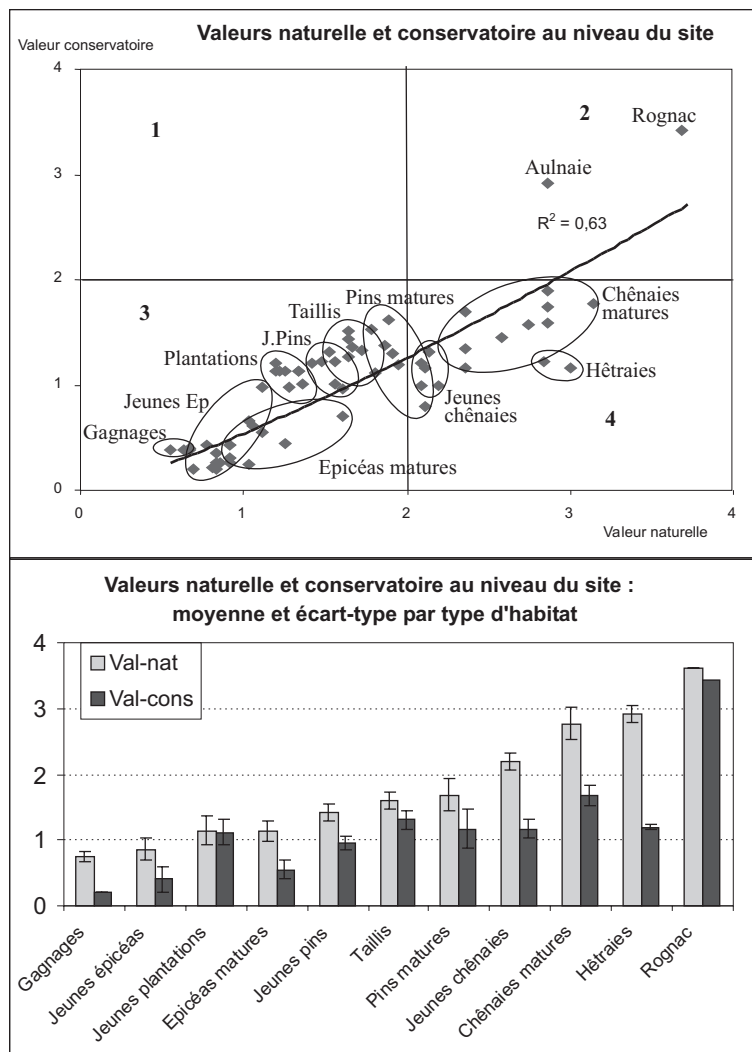 Valeurs naturelle et conservatoire au niveau du site
Valeur conservatoire
4
1
2
Rognac
3
Aulnaie
R² = 0,63
2
Pins matures
Chênaies
matures
3
Taillis
J.Pins
Plantations
1
Hêtraies
Jeunes Ep
Jeunes
chênaies
4
Gagnages
Epicéas matures
0
0 1 2 3 4
Valeur naturelle
Valeurs naturelle et conservatoire au niveau du site :
moyenne et écart-type par type d'habitat
4
Val-nat
Val-cons
3
2
1
0
Gagnages
Jeunes épicéas
Jeunes plantations
Epicéas matures
Jeunes pins
Taillis
Pins matures
Jeunes chênaies
Chênaies matures
Hêtraies
Rognac